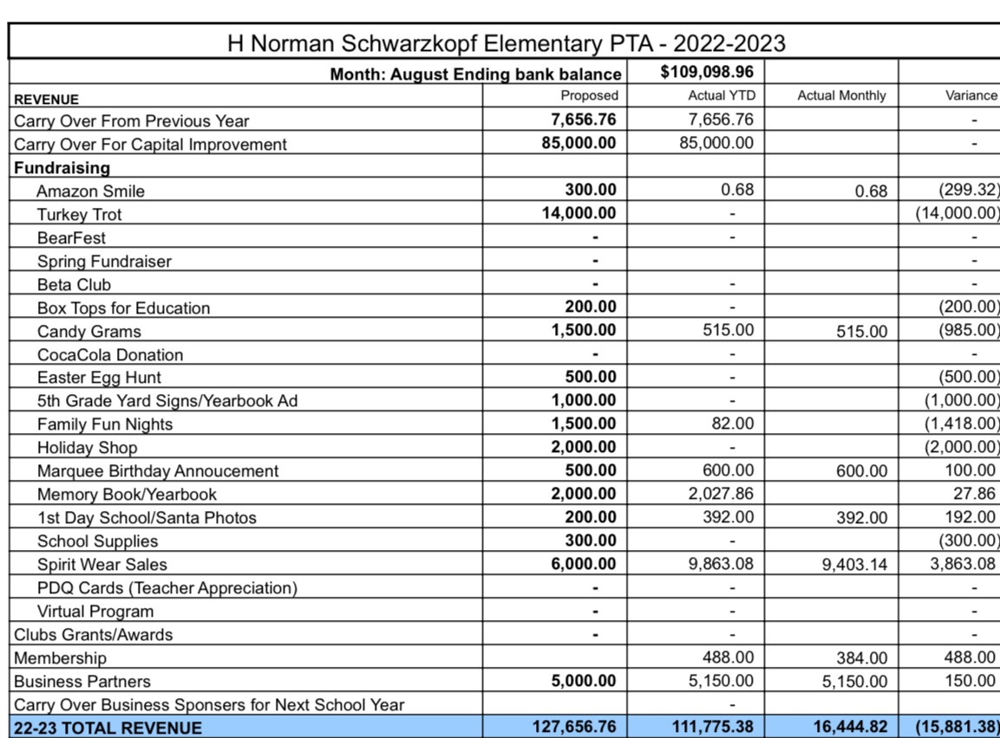 H Norman Schwarzkopf Elementary PTA - 2022-2023
Month: August Ending bank balance $109,098.96
REVENUE Proposed Actual YTD Actual Monthly Variance
Carry Over From Previous Year 7,656.76 7,656.76 -
Carry Over For Capital Improvement 85,000.00 85,000.00 -
Fundraising
Amazon Smile 300.00 0.68 0.68 (299.32)
Turkey Trot 14,000.00 - (14,000.00)
BearFest - - -
Spring Fundraiser - -
Beta Club - - -
Box Tops for Education 200.00 - (200.00)
Candy Grams 1,500.00 515.00 515.00 (985.00)
CocaCola Donation - - -
Easter Egg Hunt 500.00 - (500.00)
5th Grade Yard Signs/Yearbook Ad 1,000.00 - (1,000.00)
Family Fun Nights 1,500.00 82.00 (1,418.00)
Holiday Shop 2,000.00 - (2,000.00)
Marquee Birthday Annoucement 500.00 600.00 600.00 100.00
Memory Book/Yearbook 2,000.00 2,027.86 27.86
1st Day School/Santa Photos 200.00 392.00 392.00 192.00
School Supplies 300.00 - (300.00)
Spirit Wear Sales 6,000.00 9,863.08 9,403.14 3,863.08
PDQ Cards (Teacher Appreciation) - - -
Virtual Program - - -
Clubs Grants/Awards - - -
Membership 488.00 384.00 488.00
Business Partners 5,000.00 5,150.00 5,150.00 150.00
Carry Over Business Sponsers for Next School Year -
22-23 TOTAL REVENUE 127,656.76 111,775.38 16,444.82 (15,881.38)